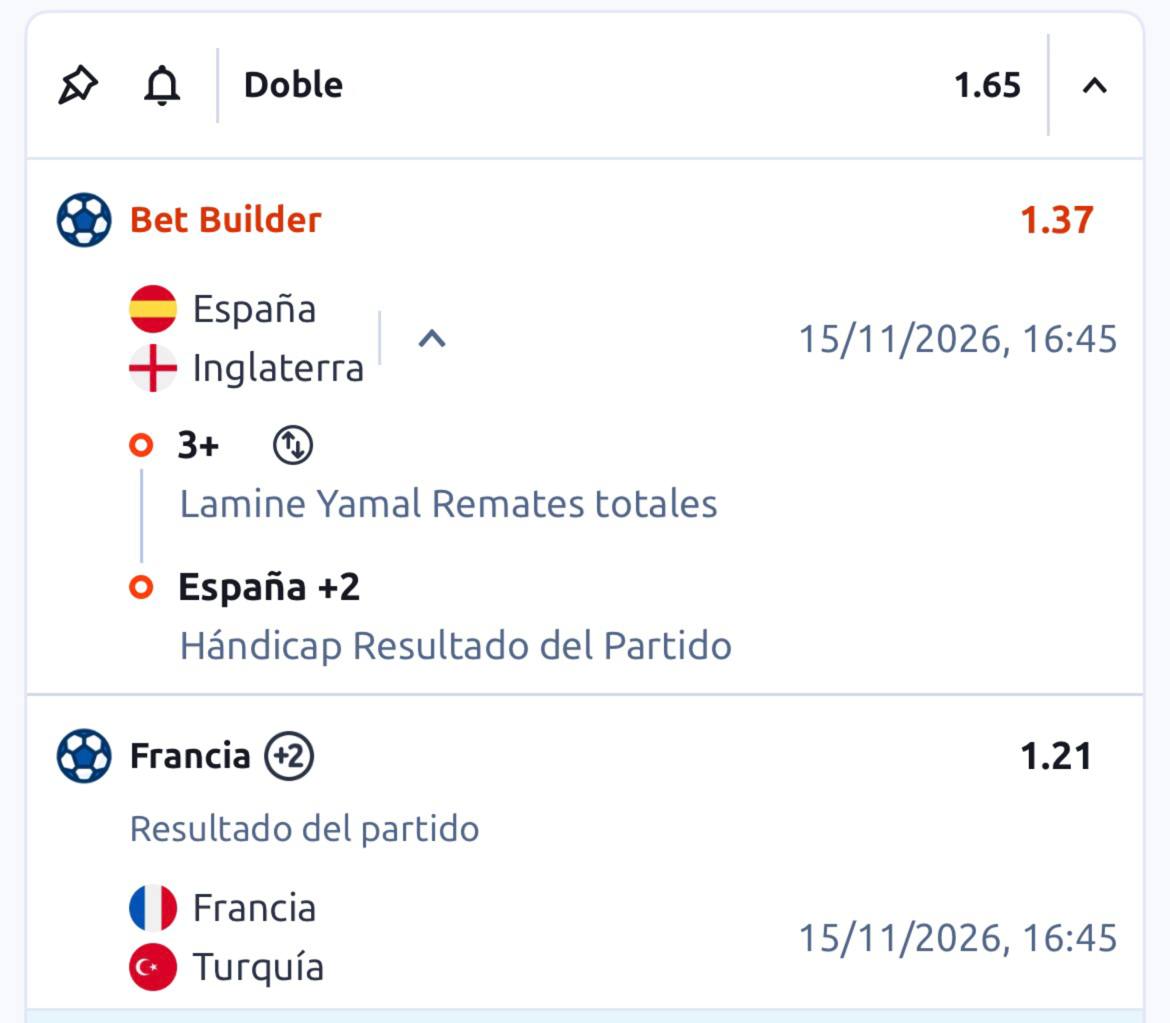 Doble 1.65
Bet Builder 1.37
España
Inglaterra
15/11/2026, 16:45
3+
Lamine Yamal Remates totales
España +2
Hándicap Resultado del Partido
Francia +2 1.21
Resultado del partido
Francia
Turquía
15/11/2026, 16:45